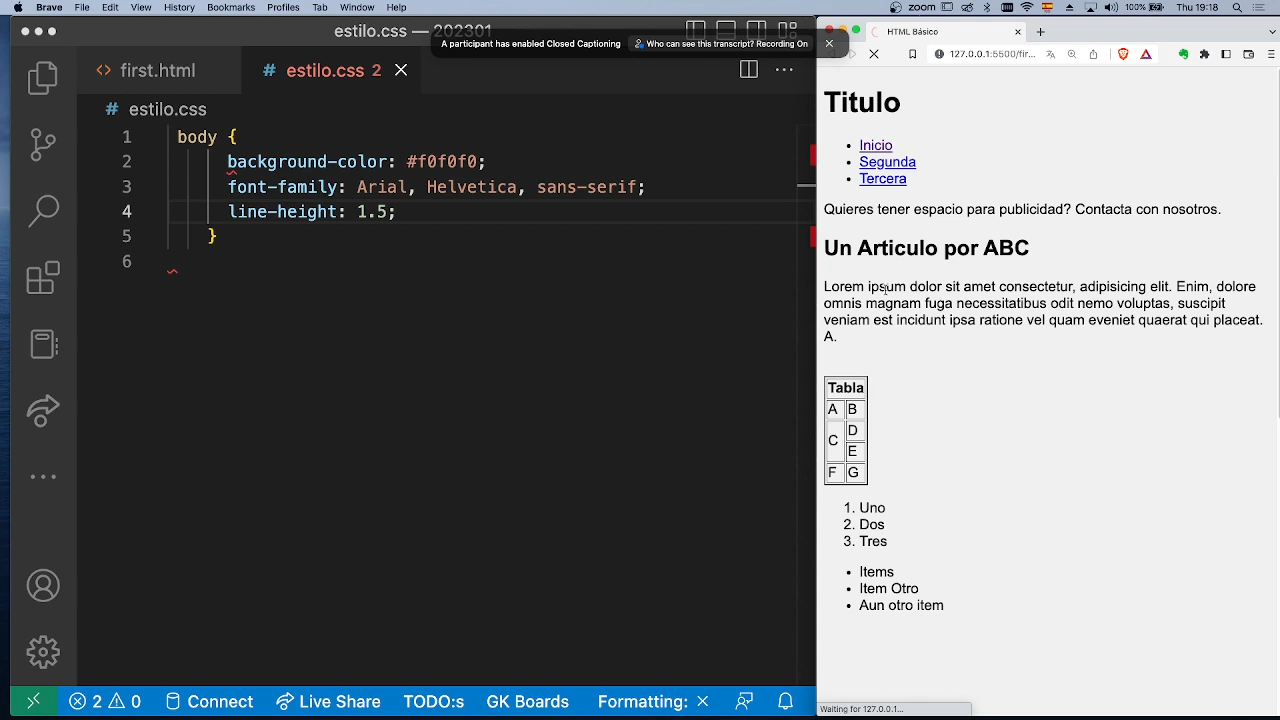 Brave File Edit View History Bookmarks Profiles Tab Window Help
zoom 100% Thu 19:18
estilo.css — 202301
A participant has enabled Closed Captioning Who can see this transcript? Recording On
first.html
# estilo.css 2
# estilo.css
1 body {
2 background-color: #f0f0f0;
3 font-family: Arial, Helvetica, sans-serif;
4 line-height: 1.5;
5 }
6
2 0 Connect Live Share TODO:s GK Boards Formatting:
HTML Básico
127.0.0.1:5500/fir...
Titulo
Inicio
Segunda
Tercera
Quieres tener espacio para publicidad? Contacta con nosotros.
Un Articulo por ABC
Lorem ipsum dolor sit amet consectetur, adipisicing elit. Enim, dolore
omnis magnam fuga necessitatibus odit nemo voluptas, suscipit
veniam est incidunt ipsa ratione vel quam eveniet quaerat qui placeat.
A.
Tabla
A B
C D
E
F G
1. Uno
2. Dos
3. Tres
Items
Item Otro
Aun otro item
Waiting for 127.0.0.1...